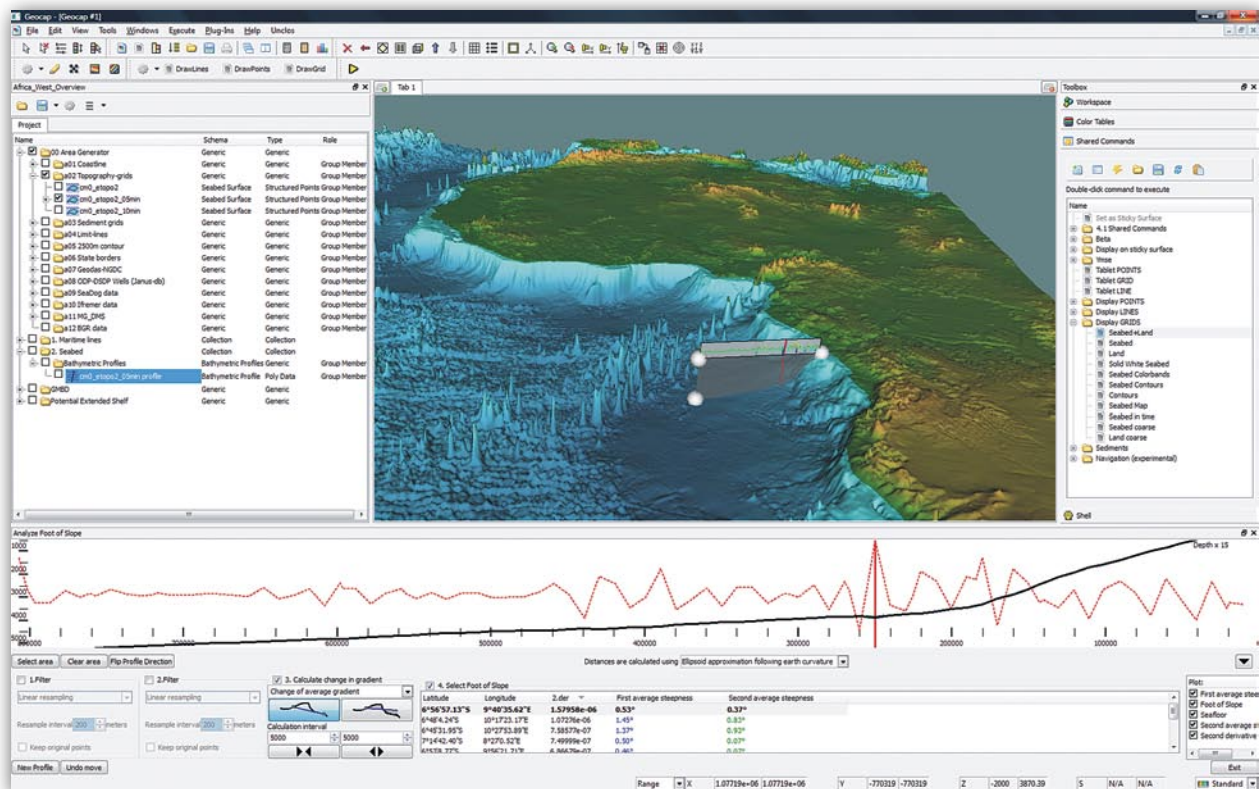 Geocap - [Geocap #1]
File Edit View Tools Windows Execute Plug-Ins Help Unclos
DrawLines DrawPoints DrawGrid
Africa_West_Overview
Project
Name Schema Type Role
00 Area Generator Generic Generic
a01 Coastline Generic Generic Group Member
a02 Topography-grids Generic Generic Group Member
cm0_etopo2 Seabed Surface Structured Points Group Member
cm0_etopo2_05min Seabed Surface Structured Points Group Member
cm0_etopo2_10min Seabed Surface Structured Points Group Member
a03 Sediment grids Generic Generic Group Member
a04 Limit-lines Generic Generic Group Member
a05 2500m contour Generic Generic Group Member
a06 State borders Generic Generic Group Member
a07 Geodas-NGDC Generic Generic Group Member
a08 ODP-DSDP Wells (Janus-db) Generic Generic Group Member
a09 SeaDog data Generic Generic Group Member
a10 Ifremer data Generic Generic Group Member
a11 MG_DMS Generic Generic Group Member
a12 BGR data Generic Generic Group Member
1. Maritime lines Collection Collection
2. Seabed Collection Collection
Bathymetric Profiles Bathymetric Profiles Generic Group Member
cm0_etopo2_05min profile Bathymetric Profile Poly Data Group Member
GMBD Generic Generic
Potential Extended Shelf Generic Generic
Tab 1
Toolbox
Workspace
Color Tables
Shared Commands
Double-click command to execute
Name
Set as Sticky Surface
4.1 Shared Commands
Beta
Display on sticky surface
Ymse
Tablet POINTS
Tablet GRID
Tablet LINE
Display POINTS
Display LINES
Display GRIDS
Seabed+Land
Seabed
Land
Solid White Seabed
Seabed Colorbands
Seabed Contours
Contours
Seabed Map
Seabed in time
Seabed coarse
Land coarse
Sediments
Navigation (experimental)
Shell
Analyze Foot of Slope
Depth x 15
1000
2000
3000
4000
5000
700000 600000 500000 400000 300000 200000 100000
Select area Clear area Flip Profile Direction Distances are calculated using Ellipsoid approximation following earth curvature
1.Filter
Linear resampling
Resample interval 200 meters
Keep original points
2.Filter
Linear resampling
Resample interval 200 meters
Keep original points
3. Calculate change in gradient
Change of average gradient
Calculation interval
5000 5000
4. Select Foot of Slope
Latitude Longitude 2.der First average steepness Second average steepness
6°56'57.13"S 9°40'35.62"E 1.57958e-06 0.53° 0.37°
6°48'4.24"S 10°17'23.17"E 1.07276e-06 1.45° 0.83°
6°45'31.95"S 10°27'53.89"E 7.58577e-07 1.37° 0.93°
7°14'42.40"S 8°27'0.52"E 7.49999e-07 0.50° 0.07°
Plot:
First average steep
Foot of Slope
Seafloor
Second average st
Second derivative
New Profile Undo move Exit
Range X 1.07719e+06 1.07719e+06 Y -770319 -770319 Z -2000 3870.39 S N/A N/A Standard